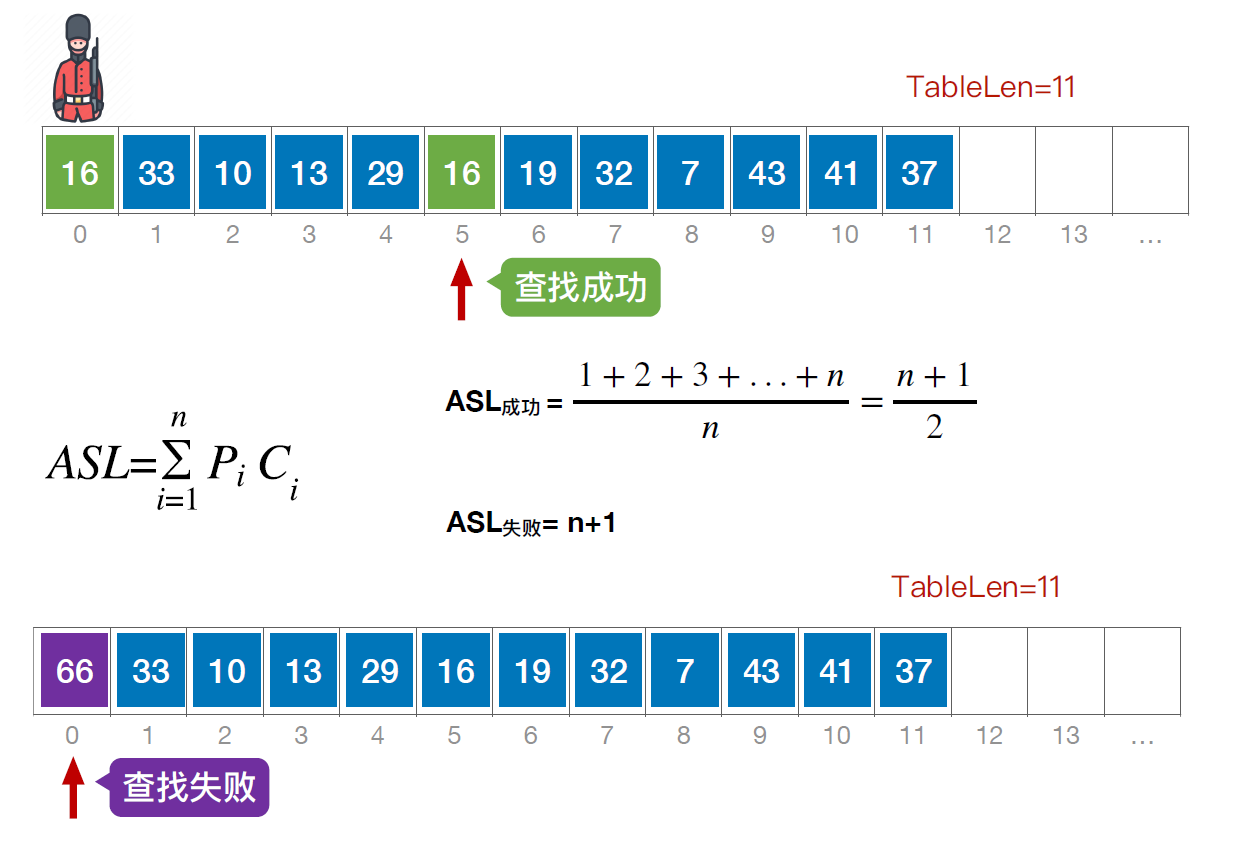 TableLen=11
16 33 10 13 29 16 19 32 7 43 41 37
0 1 2 3 4 5 6 7 8 9 10 11 12 13 ...
查找成功
ASL成功 = (1 + 2 + 3 + ... + n) / n = (n + 1) / 2
ASL=∑_{i=1}^{n} P_i C_i
ASL失败= n+1
TableLen=11
66 33 10 13 29 16 19 32 7 43 41 37
0 1 2 3 4 5 6 7 8 9 10 11 12 13 ...
查找失败